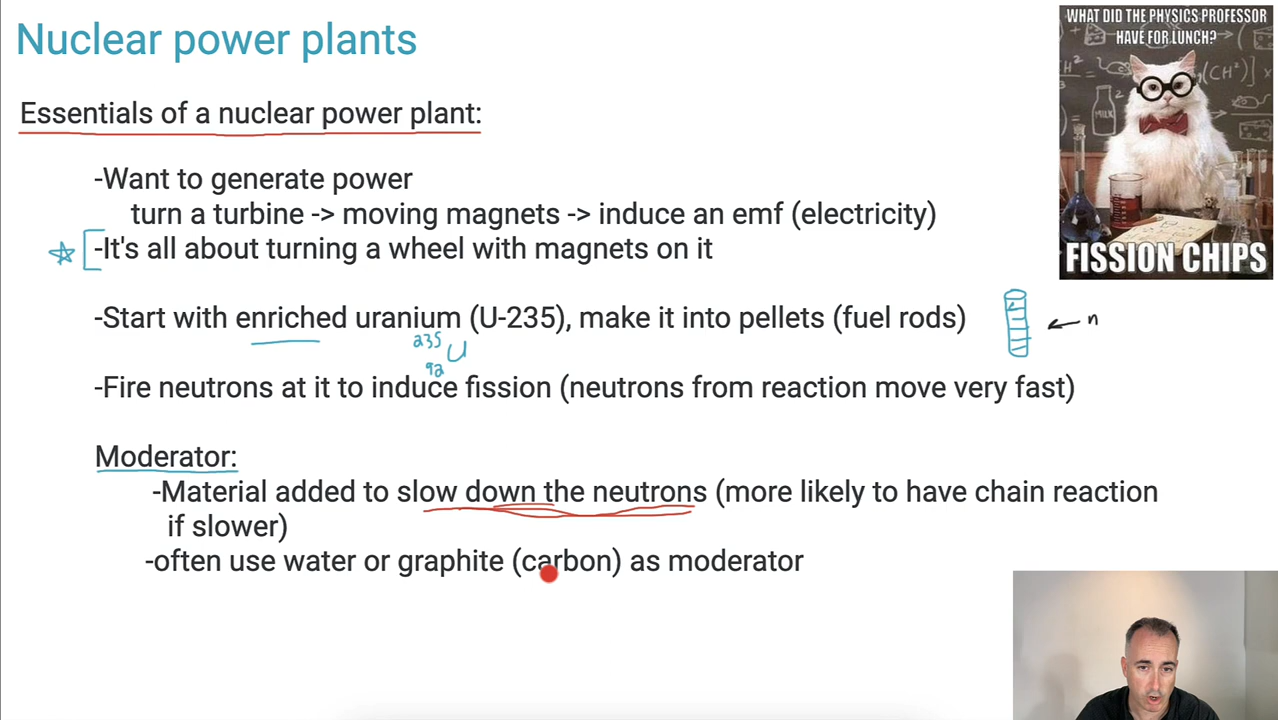 Nuclear power plants
WHAT DID THE PHYSICS PROFESSOR
HAVE FOR LUNCH?
FISSION CHIPS
Essentials of a nuclear power plant:
-Want to generate power
turn a turbine -> moving magnets -> induce an emf (electricity)
-It's all about turning a wheel with magnets on it
-Start with enriched uranium (U-235), make it into pellets (fuel rods)
n
235
U
92
-Fire neutrons at it to induce fission (neutrons from reaction move very fast)
Moderator:
-Material added to slow down the neutrons (more likely to have chain reaction
if slower)
-often use water or graphite (carbon) as moderator